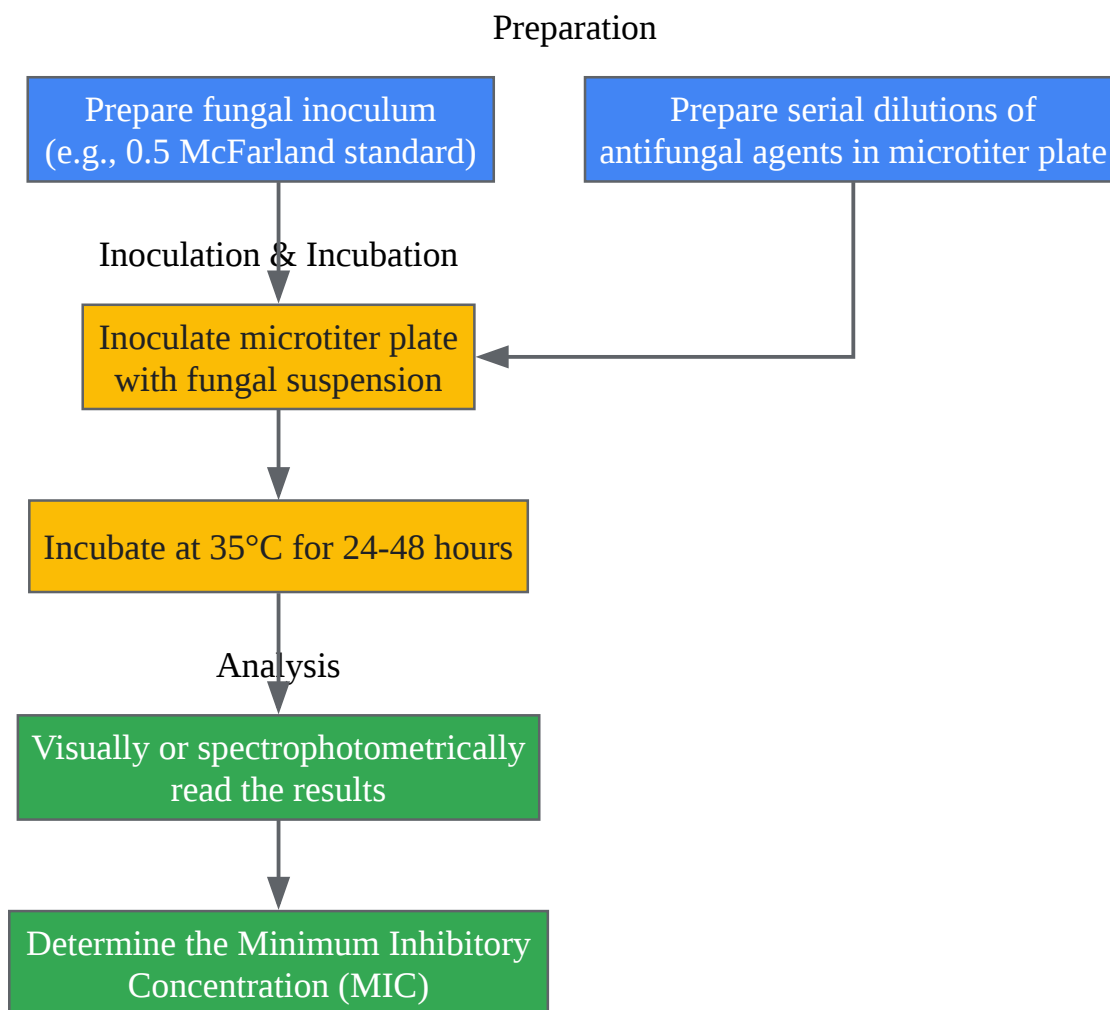 Preparation
Prepare fungal inoculum
(e.g., 0.5 McFarland standard)
Prepare serial dilutions of
antifungal agents in microtiter plate
Inoculation & Incubation
Inoculate microtiter plate
with fungal suspension
Incubate at 35°C for 24-48 hours
Analysis
Visually or spectrophotometrically
read the results
Determine the Minimum Inhibitory
Concentration (MIC)